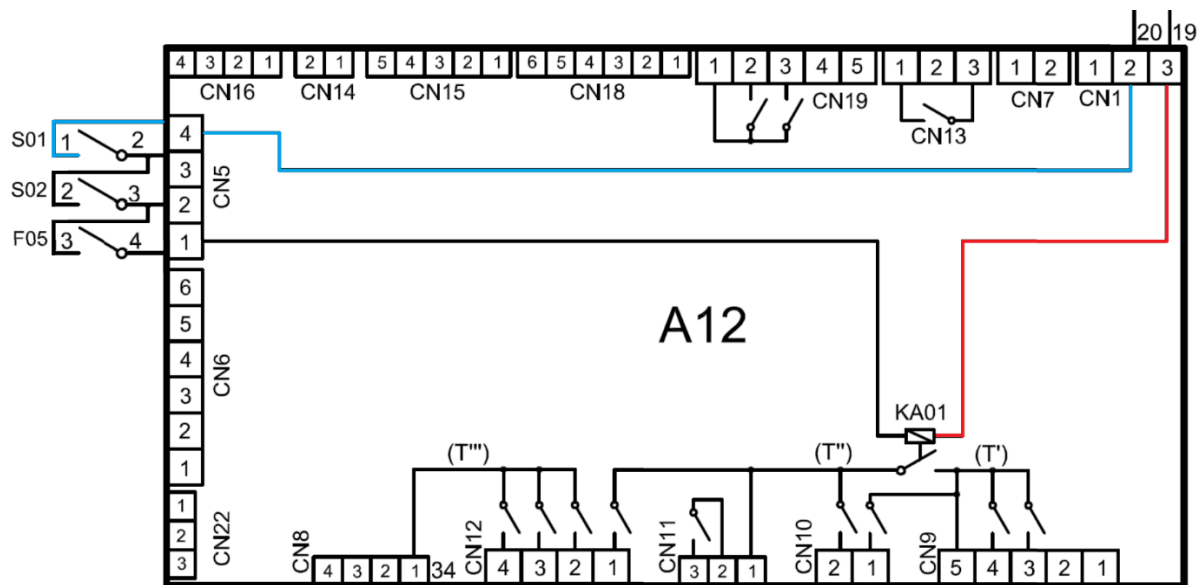 20 19
4 3 2 1 2 1 5 4 3 2 1 6 5 4 3 2 1 1 2 3 4 5 1 2 3 1 2 1 2 3
CN16 CN14 CN15 CN18 CN19 CN13 CN7 CN1
S01 1 2
S02 2 3
F05 3 4
4
3
2
1
CN5
6
5
4
3
2
1
CN6
A12
KA01
(T''') (T'') (T')
1
2
3
CN22
CN8 4 3 2 1 34
CN12 4 3 2 1
CN11 3 2 1
CN10 2 1
CN9 5 4 3 2 1